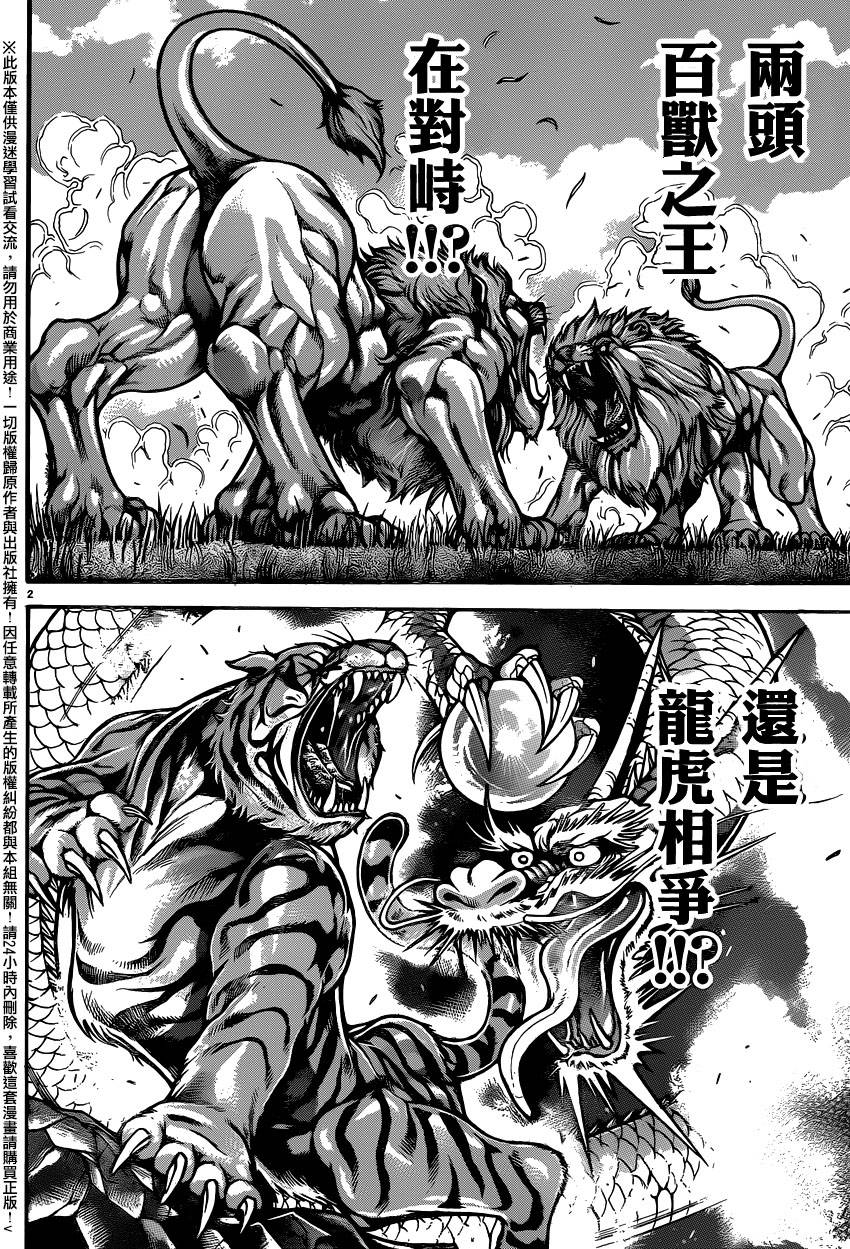 兩頭
百獸之王
在對峙!!?
還是
龍虎相爭!!?
2
※此版本僅供漫迷學習試看交流，請勿用於商業用途！一切版權歸原作者與出版社擁有！因任意轉載所產生的版權糾紛都與本組無關！請24小時內刪除，喜歡這套漫畫請購買正版！<